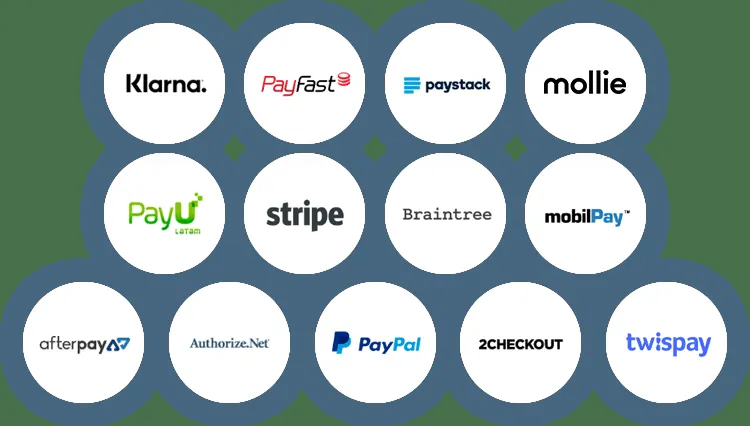 Klarna.
PayFast
paystack
mollie
PayU
LATAM
stripe
Braintree
mobilPay™
afterpay
Authorize.Net
PayPal
2CHECKOUT
twispay